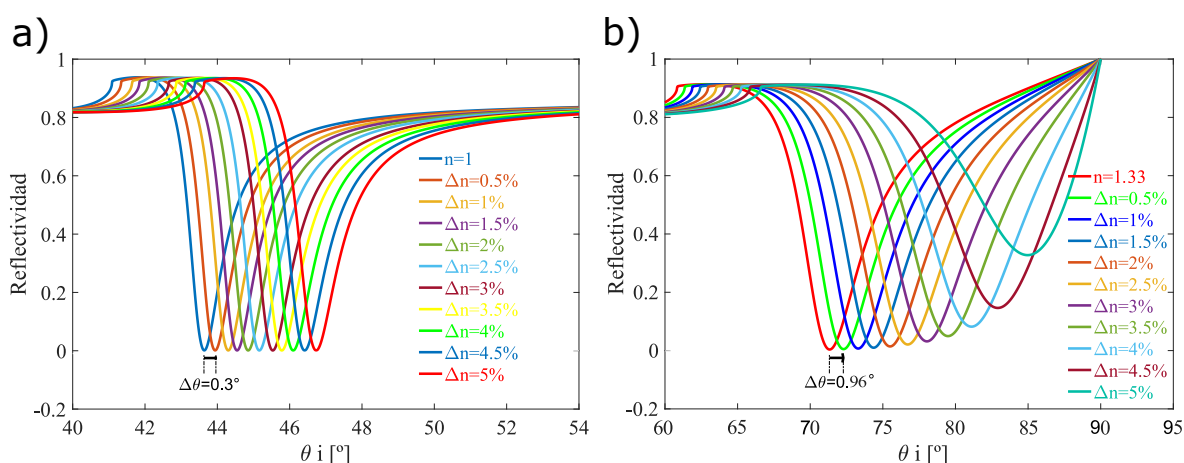 a)
Reflectividad
1
0.8
0.6
0.4
0.2
0
-0.2
40 42 44 46 48 50 52 54
θ i [º]
Δθ=0.3°
n=1
Δn=0.5%
Δn=1%
Δn=1.5%
Δn=2%
Δn=2.5%
Δn=3%
Δn=3.5%
Δn=4%
Δn=4.5%
Δn=5%
b)
Reflectividad
1
0.8
0.6
0.4
0.2
0
-0.2
60 65 70 75 80 85 90 95
θ i [º]
Δθ=0.96°
n=1.33
Δn=0.5%
Δn=1%
Δn=1.5%
Δn=2%
Δn=2.5%
Δn=3%
Δn=3.5%
Δn=4%
Δn=4.5%
Δn=5%